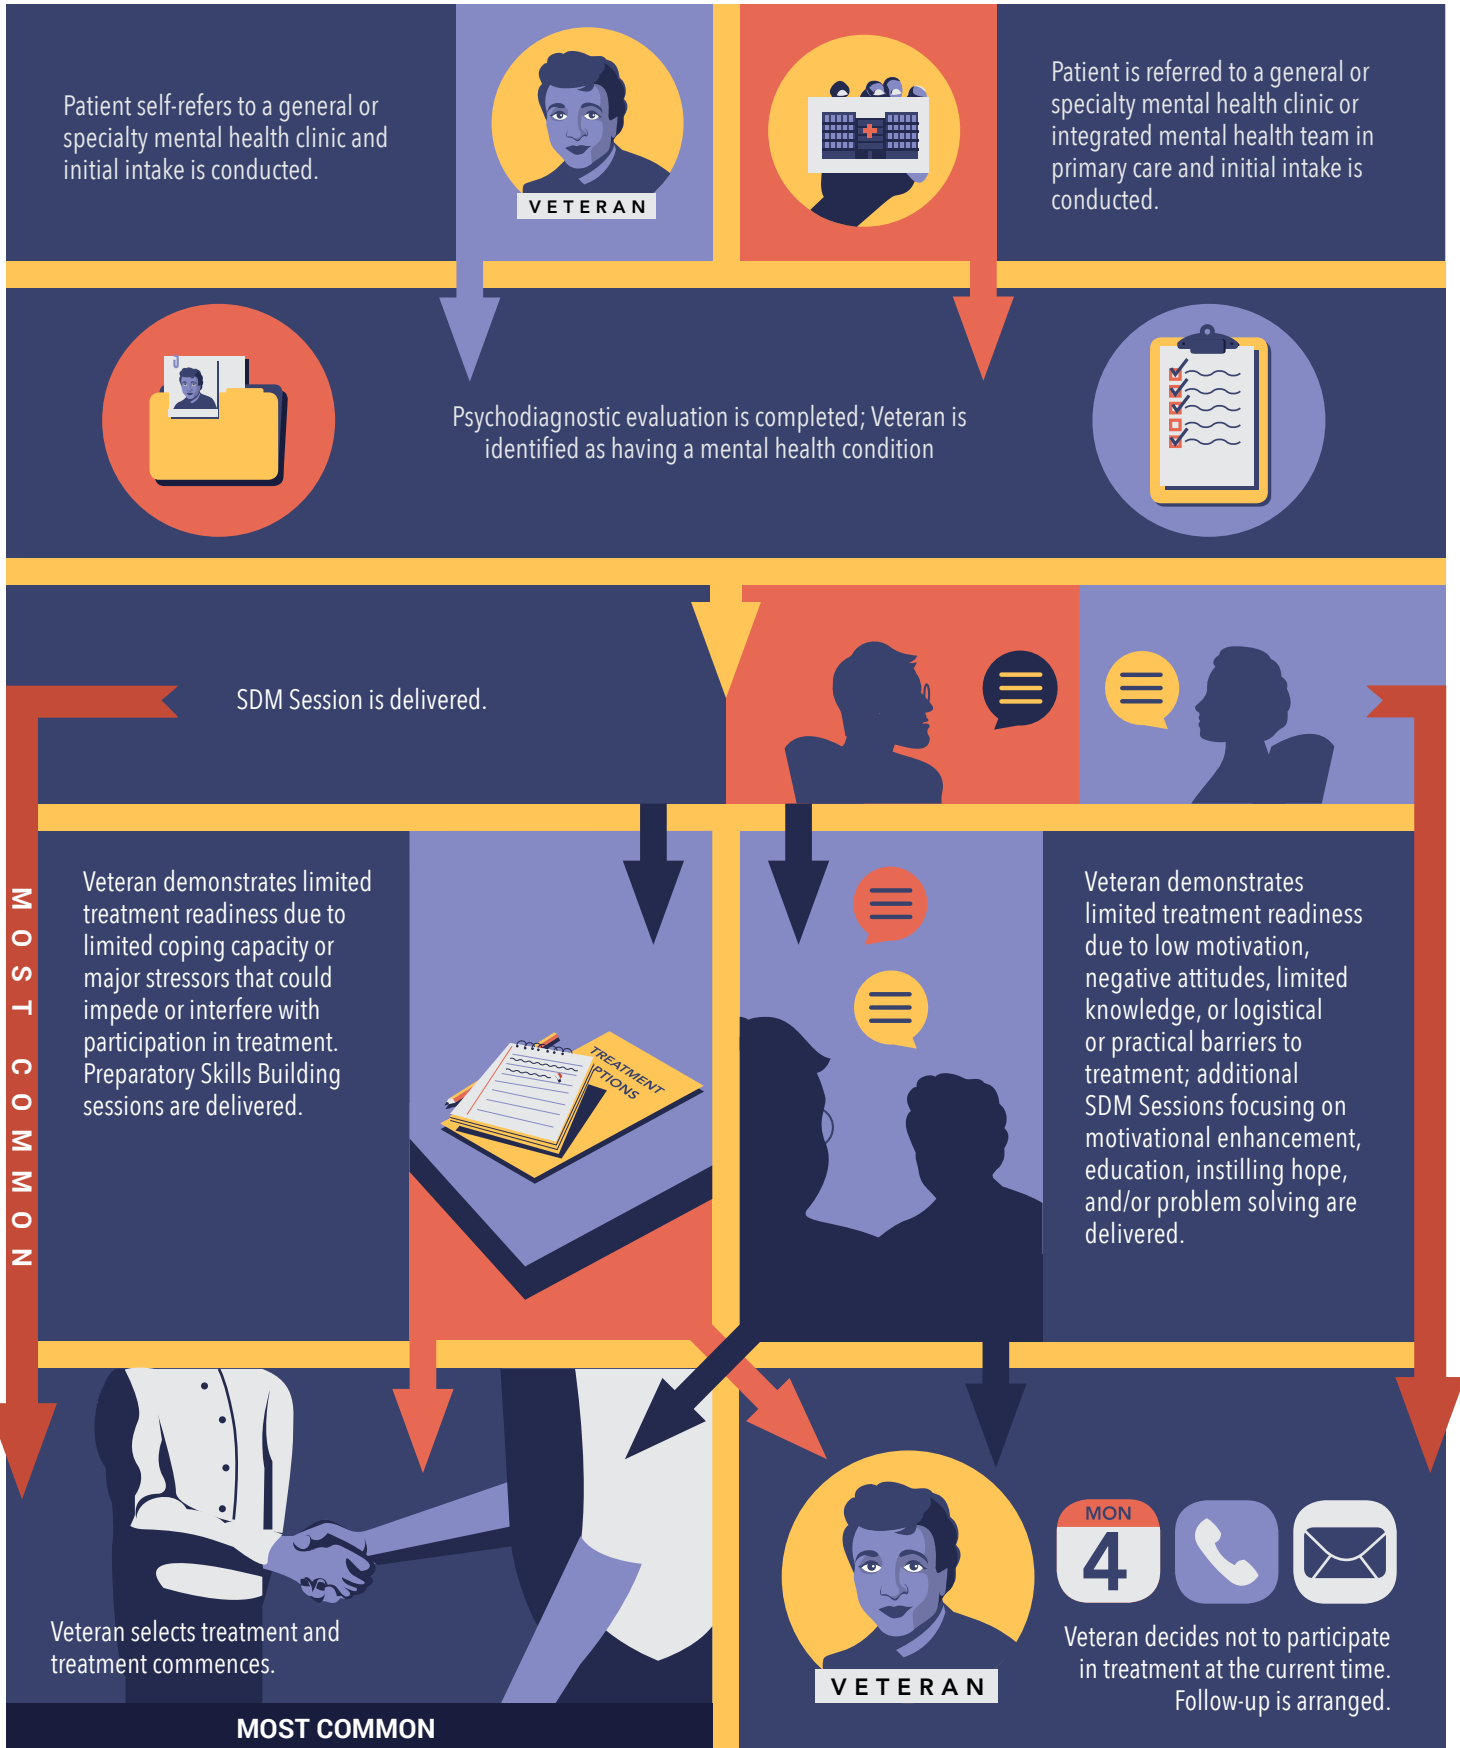 Patient self-refers to a general or
specialty mental health clinic and
initial intake is conducted.
VETERAN
Patient is referred to a general or
specialty mental health clinic or
integrated mental health team in
primary care and initial intake is
conducted.
Psychodiagnostic evaluation is completed; Veteran is
identified as having a mental health condition
SDM Session is delivered.
MOST COMMON
Veteran demonstrates limited
treatment readiness due to
limited coping capacity or
major stressors that could
impede or interfere with
participation in treatment.
Preparatory Skills Building
sessions are delivered.
TREATMENT
PTIONS
Veteran demonstrates
limited treatment readiness
due to low motivation,
negative attitudes, limited
knowledge, or logistical
or practical barriers to
treatment; additional
SDM Sessions focusing on
motivational enhancement,
education, instilling hope,
and/or problem solving are
delivered.
Veteran selects treatment and
treatment commences.
MOST COMMON
VETERAN
MON
4
Veteran decides not to participate
in treatment at the current time.
Follow-up is arranged.